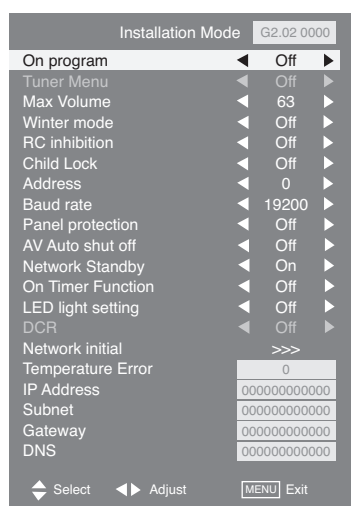 Installation Mode G2.02 0000
On program ◀ Off ▶
Tuner Menu ◀ Off ▶
Max Volume ◀ 63 ▶
Winter mode ◀ Off ▶
RC inhibition ◀ Off ▶
Child Lock ◀ Off ▶
Address ◀ 0 ▶
Baud rate ◀ 19200 ▶
Panel protection ◀ Off ▶
AV Auto shut off ◀ Off ▶
Network Standby ◀ On ▶
On Timer Function ◀ Off ▶
LED light setting ◀ Off ▶
DCR ◀ Off ▶
Network initial >>>
Temperature Error 0
IP Address 000000000000
Subnet 000000000000
Gateway 000000000000
DNS 000000000000
Select ◀▶ Adjust MENU Exit